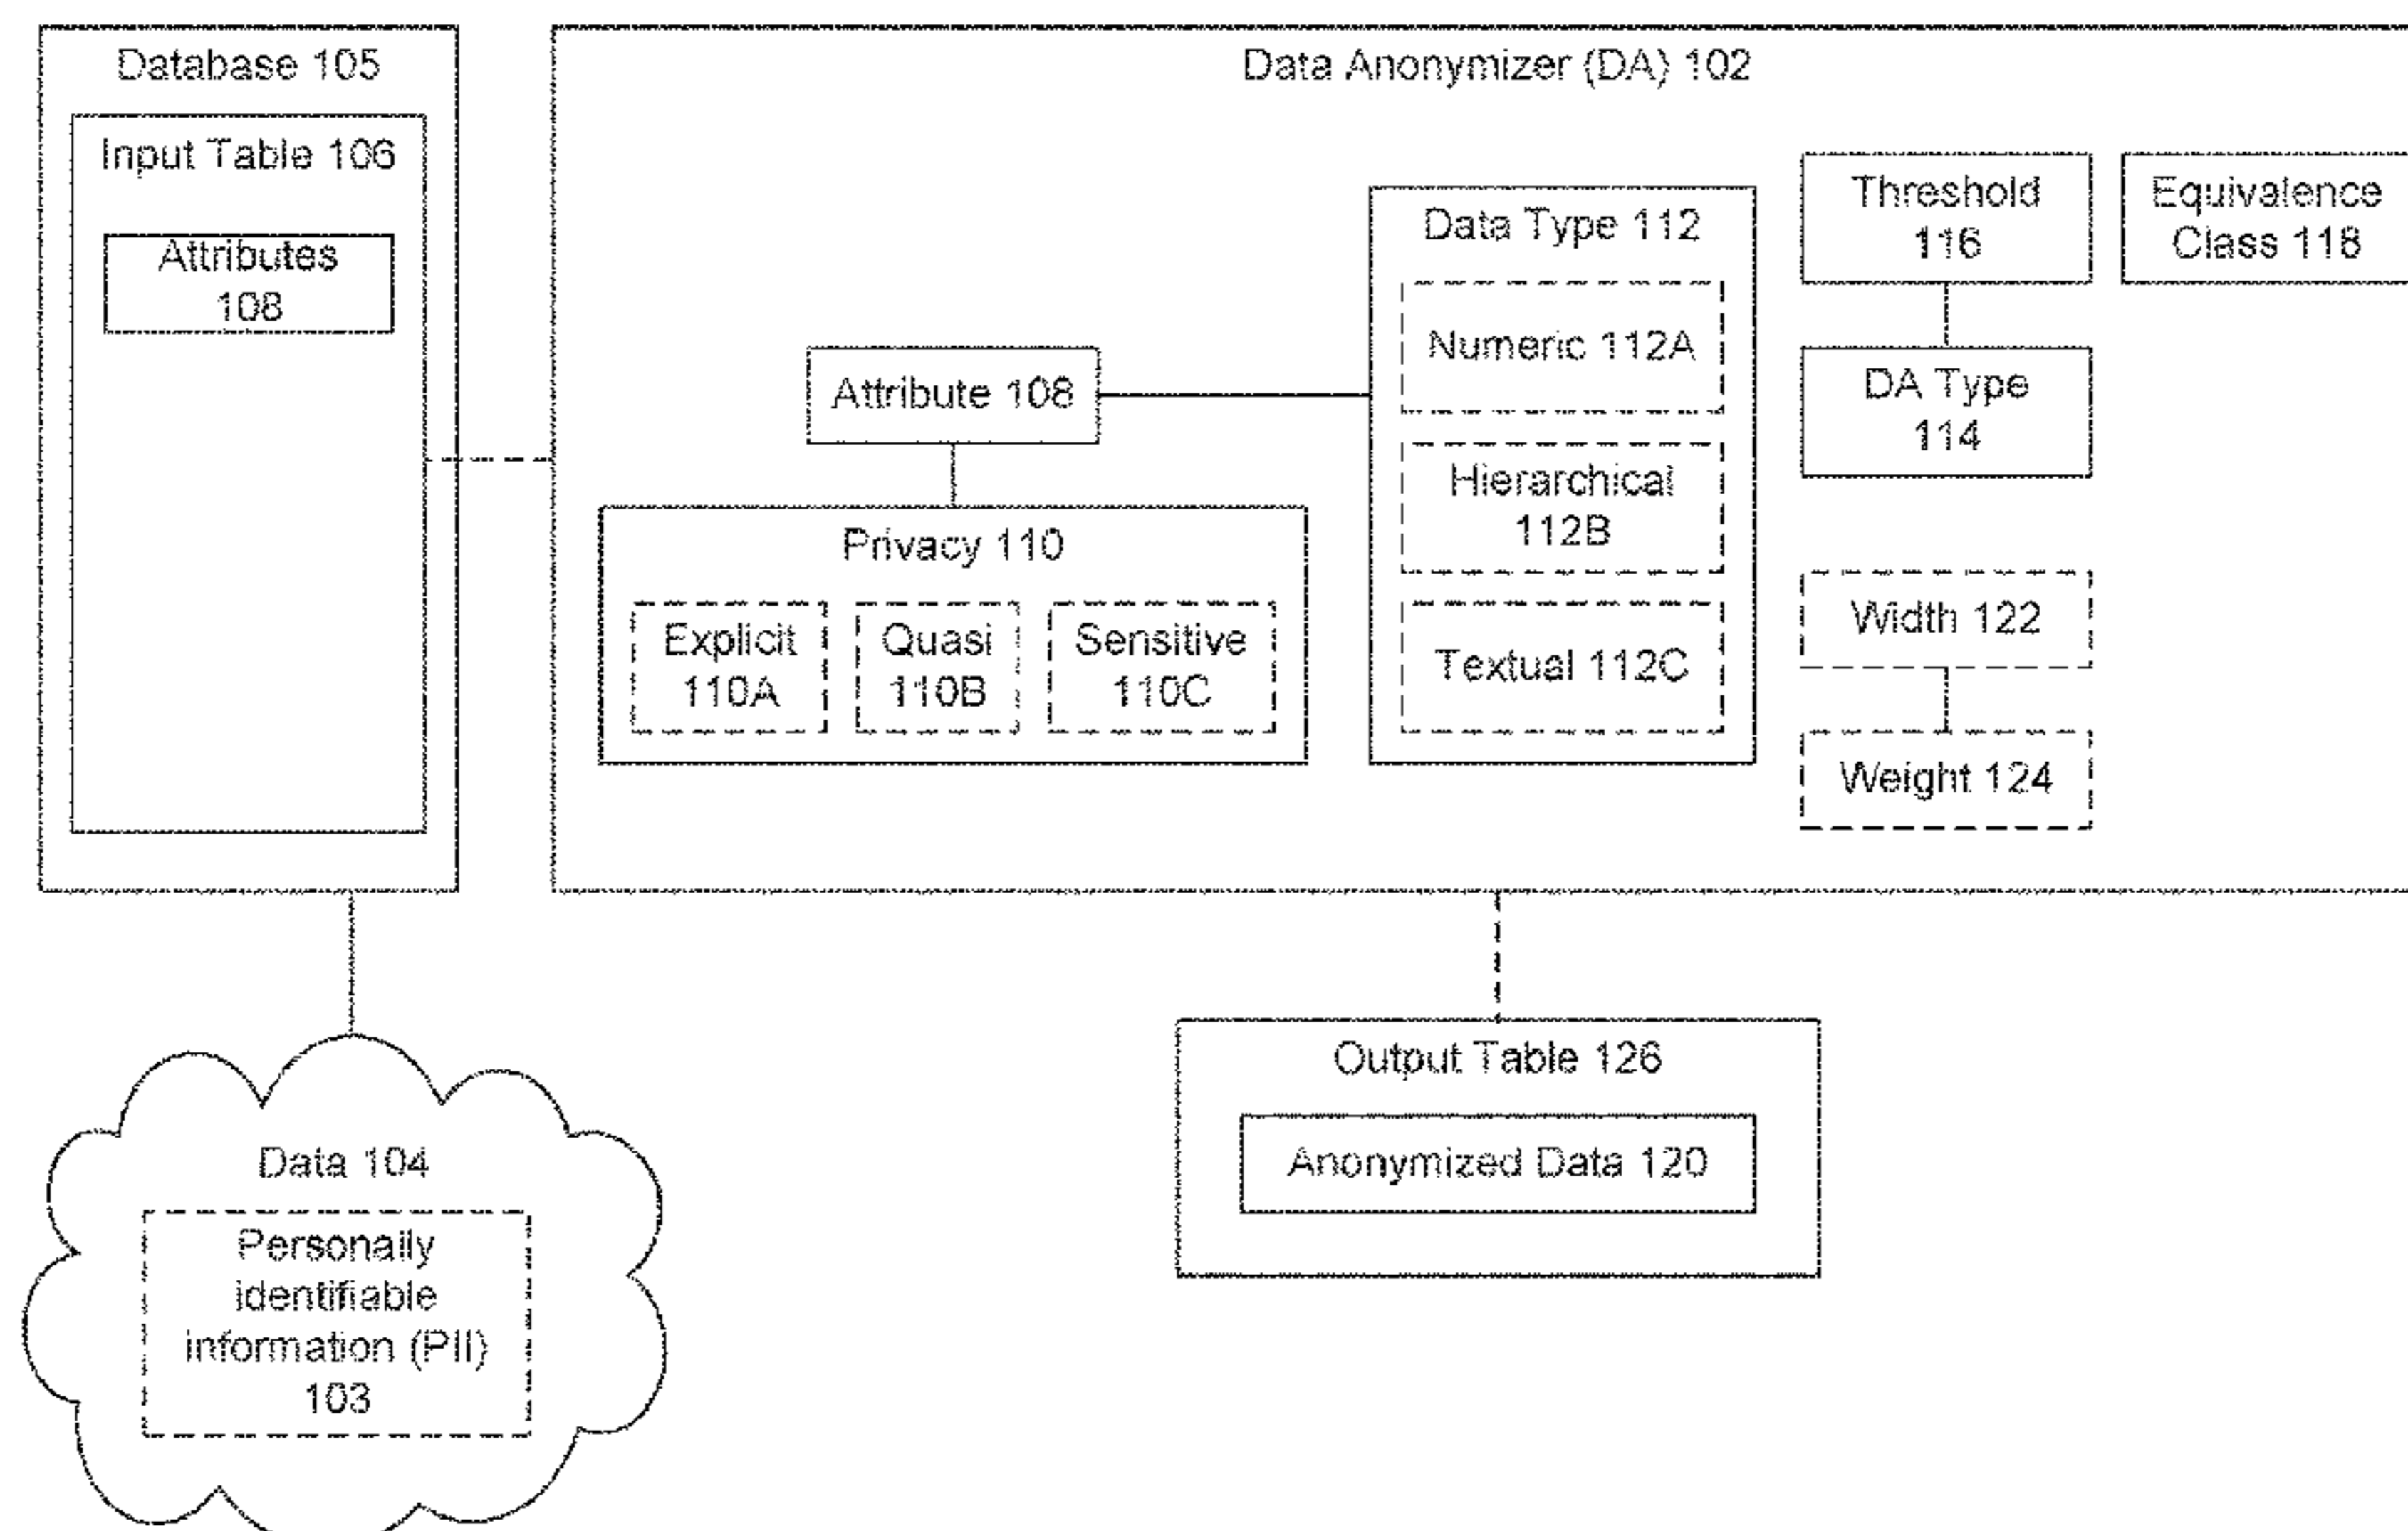 Database 105
Input Table 106
Attributes
108
Data Anonymizer (DA) 102
Attribute 108
Privacy 110
Explicit
110A
Quasi
110B
Sensitive
110C
Data Type 112
Numeric 112A
Hierarchical
112B
Textual 112C
Threshold
116
Equivalence
Class 118
DA Type
114
Width 122
Weight 124
Data 104
Personally
identifiable
information (PII)
103
Output Table 126
Anonymized Data 120